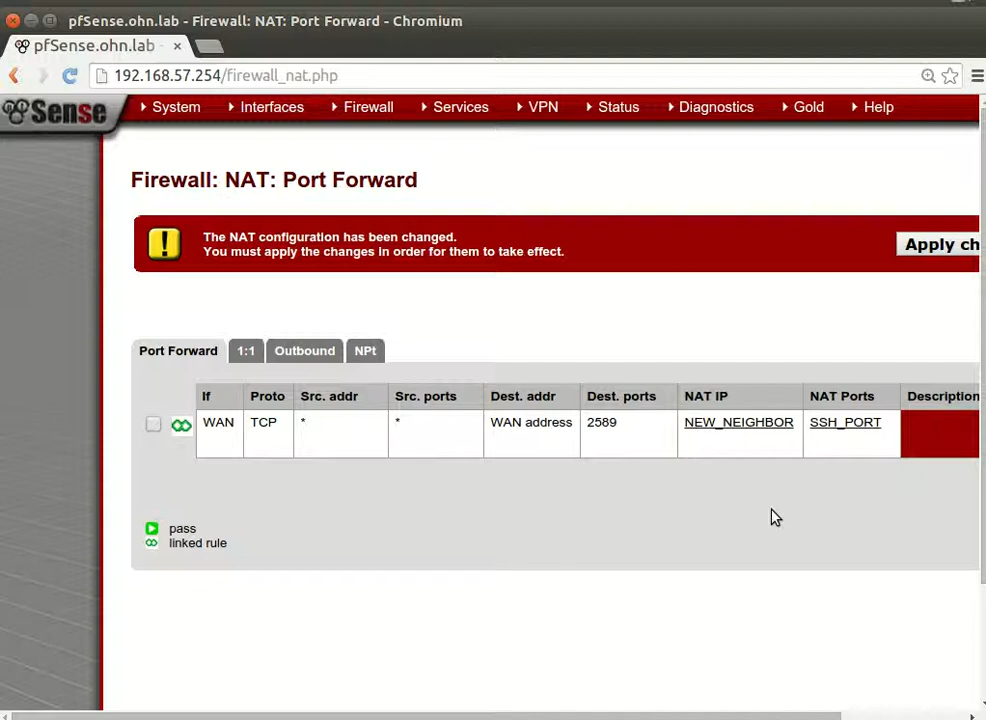 pfSense.ohn.lab - Firewall: NAT: Port Forward - Chromium
pfSense.ohn.lab -
192.168.57.254/firewall_nat.php
Sense
System Interfaces Firewall Services VPN Status Diagnostics Gold Help
Firewall: NAT: Port Forward
The NAT configuration has been changed.
You must apply the changes in order for them to take effect.
Apply ch
Port Forward 1:1 Outbound NPt
If Proto Src. addr Src. ports Dest. addr Dest. ports NAT IP NAT Ports Description
WAN TCP * * WAN address 2589 NEW_NEIGHBOR SSH_PORT
pass
linked rule